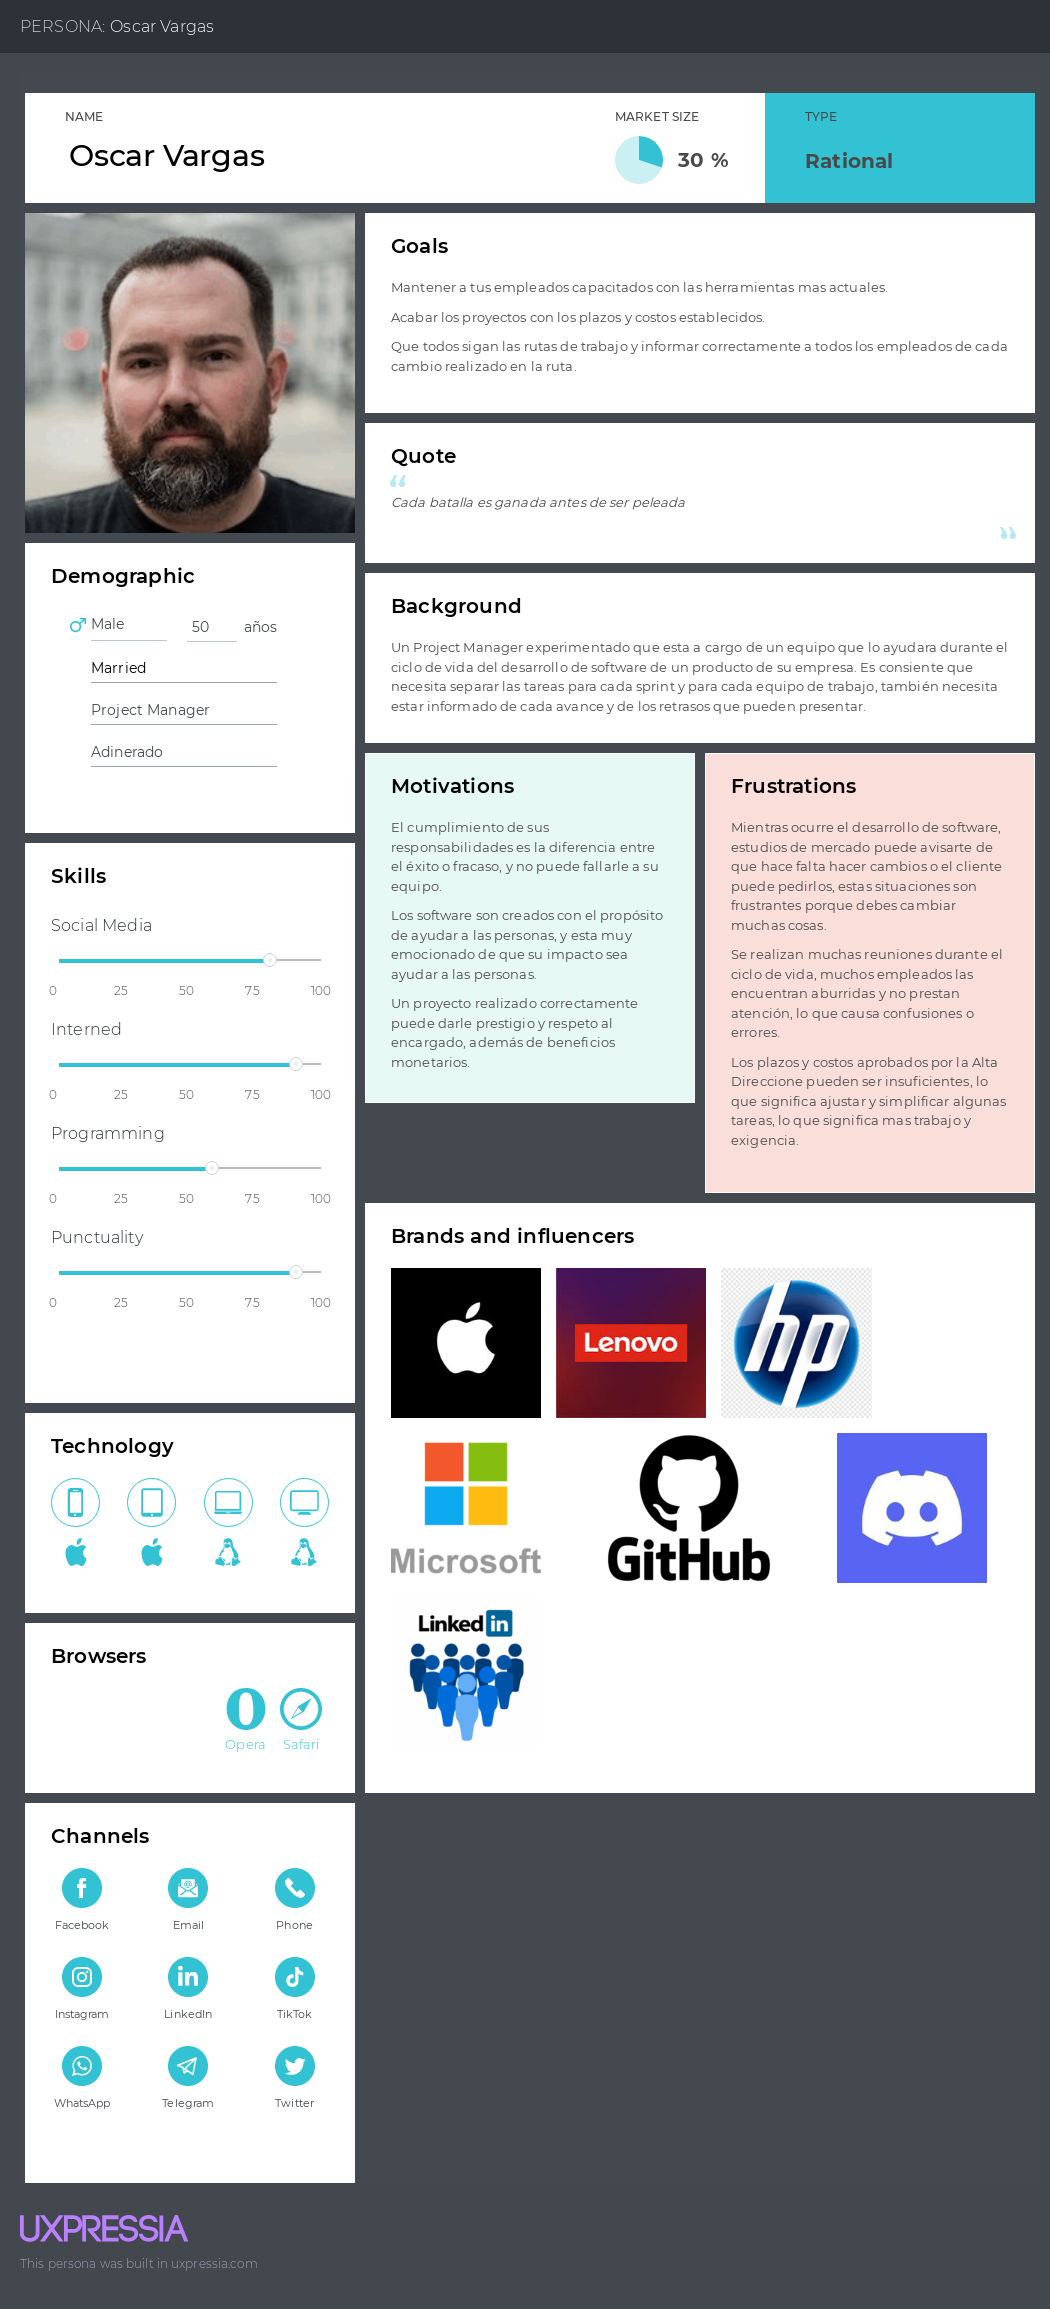 PERSONA: Oscar Vargas
NAME
Oscar Vargas
MARKET SIZE
30 %
TYPE
Rational
Goals
Mantener a tus empleados capacitados con las herramientas mas actuales.
Acabar los proyectos con los plazos y costos establecidos.
Que todos sigan las rutas de trabajo y informar correctamente a todos los empleados de cada
cambio realizado en la ruta.
Quote
“
Cada batalla es ganada antes de ser peleada
”
Demographic
Male
50 años
Married
Project Manager
Adinerado
Background
Un Project Manager experimentado que esta a cargo de un equipo que lo ayudara durante el
ciclo de vida del desarrollo de software de un producto de su empresa. Es consiente que
necesita separar las tareas para cada sprint y para cada equipo de trabajo, también necesita
estar informado de cada avance y de los retrasos que pueden presentar.
Motivations
El cumplimiento de sus
responsabilidades es la diferencia entre
el éxito o fracaso, y no puede fallarle a su
equipo.
Los software son creados con el propósito
de ayudar a las personas, y esta muy
emocionado de que su impacto sea
ayudar a las personas.
Un proyecto realizado correctamente
puede darle prestigio y respeto al
encargado, además de beneficios
monetarios.
Frustrations
Mientras ocurre el desarrollo de software,
estudios de mercado puede avisarte de
que hace falta hacer cambios o el cliente
puede pedirlos, estas situaciones son
frustrantes porque debes cambiar
muchas cosas.
Se realizan muchas reuniones durante el
ciclo de vida, muchos empleados las
encuentran aburridas y no prestan
atención, lo que causa confusiones o
errores.
Los plazos y costos aprobados por la Alta
Direccione pueden ser insuficientes, lo
que significa ajustar y simplificar algunas
tareas, lo que significa mas trabajo y
exigencia.
Skills
Social Media
0 25 50 75 100
Interned
0 25 50 75 100
Programming
0 25 50 75 100
Punctuality
0 25 50 75 100
Brands and influencers
Lenovo
hp
Microsoft
GitHub
Linked in
Technology
Browsers
Opera
Safari
Channels
Facebook
Email
Phone
Instagram
LinkedIn
TikTok
WhatsApp
Telegram
Twitter
UXPRESSIA
This persona was built in uxpressia.com